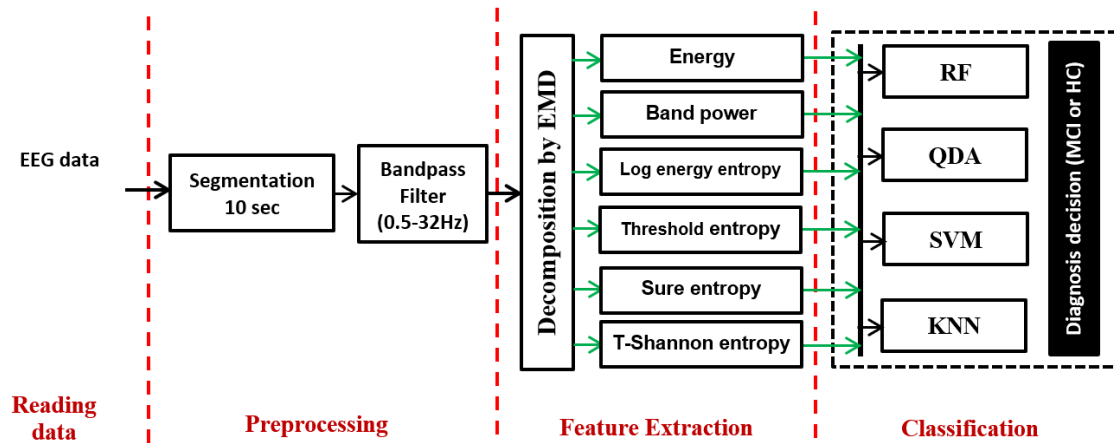 EEG data
Segmentation
10 sec
Bandpass
Filter
(0.5-32Hz)
Decomposition by EMD
Energy
Band power
Log energy entropy
Threshold entropy
Sure entropy
T-Shannon entropy
RF
QDA
SVM
KNN
Diagnosis decision (MCI or HC)
Reading
data
Preprocessing
Feature Extraction
Classification